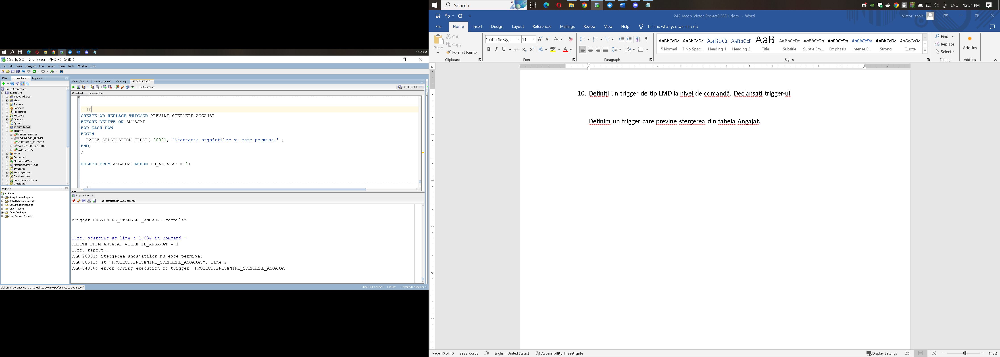 12:51 PM
Oracle SQL Developer : PROIECTSGBD
File Edit View Navigate Run Source Team Tools Window Help
Files Connections Migration
Oracle Connections
docker_sys
Tables (Filtered)
Views
Indexes
Packages
Procedures
Functions
Operators
Queues
Queues Tables
Triggers
DELETE_ENTRIES
LOGMNRGGC_TRIGGER
OJDS$ROLE_TRIGGER$
SYSLSBY_EDS_DDL_TRIG
XDB_PI_TRIG
Types
Sequences
Materialized Views
Materialized View Logs
Synonyms
Public Synonyms
Database Links
Public Database Links
Directories
Reports
All Reports
Analytic View Reports
Data Dictionary Reports
Data Modeler Reports
OLAP Reports
TimesTen Reports
User Defined Reports
Click on an identifier with the Control key down to perform "Go to Declaration"
Victor_242.sql docker_sys.sql Victor.sql PROIECTSGBD
0.055 seconds
PROIECTSGBD
Worksheet Query Builder
--10
CREATE OR REPLACE TRIGGER PREVINE_STERGERE_ANGAJAT
BEFORE DELETE ON ANGAJAT
FOR EACH ROW
BEGIN
RAISE_APPLICATION_ERROR(-20001, 'Stergerea angajatilor nu este permisa.');
END;
/
DELETE FROM ANGAJAT WHERE ID_ANGAJAT = 1;
Script Output
Task completed in 0.055 seconds
Trigger PREVENIRE_STERGERE_ANGAJAT compiled
Error starting at line : 1,034 in command -
DELETE FROM ANGAJAT WHERE ID_ANGAJAT = 1
Error report -
ORA-20001: Stergerea angajatilor nu este permisa.
ORA-06512: at "PROIECT.PREVENIRE_STERGERE_ANGAJAT", line 2
ORA-04088: error during execution of trigger 'PROIECT.PREVENIRE_STERGERE_ANGAJAT'
Line 1025 Column 5 Insert Modified Windows:
Search
ENG 12:51 PM
242_Iacob_Victor_ProiectSGBD1.docx - Word
Victor Iacob
File Home Insert Design Layout References Mailings Review View Help Tell me what you want to do
Paste
Cut
Copy
Format Painter
Clipboard
Calibri (Body) 11
Font
Paragraph
AaBbCcDc AaBbCcDc AaBbCc AaBbCcE AaB AaBbCcD AaBbCcDa AaBbCcDa AaBbCcDa AaBbCcDc AaBbCcDa
¶ Normal ¶ No Spac... Heading 1 Heading 2 Title Subtitle Subtle Em... Emphasis Intense E... Strong Quote
Styles
Find
Replace
Select
Editing
Add-ins
Add-ins
10. Definiți un trigger de tip LMD la nivel de comandă. Declanșați trigger-ul.
Definim un trigger care previne stergerea din tabela Angajat.
Page 40 of 40 2922 words English (United States) Accessibility: Investigate
Display Settings 143%